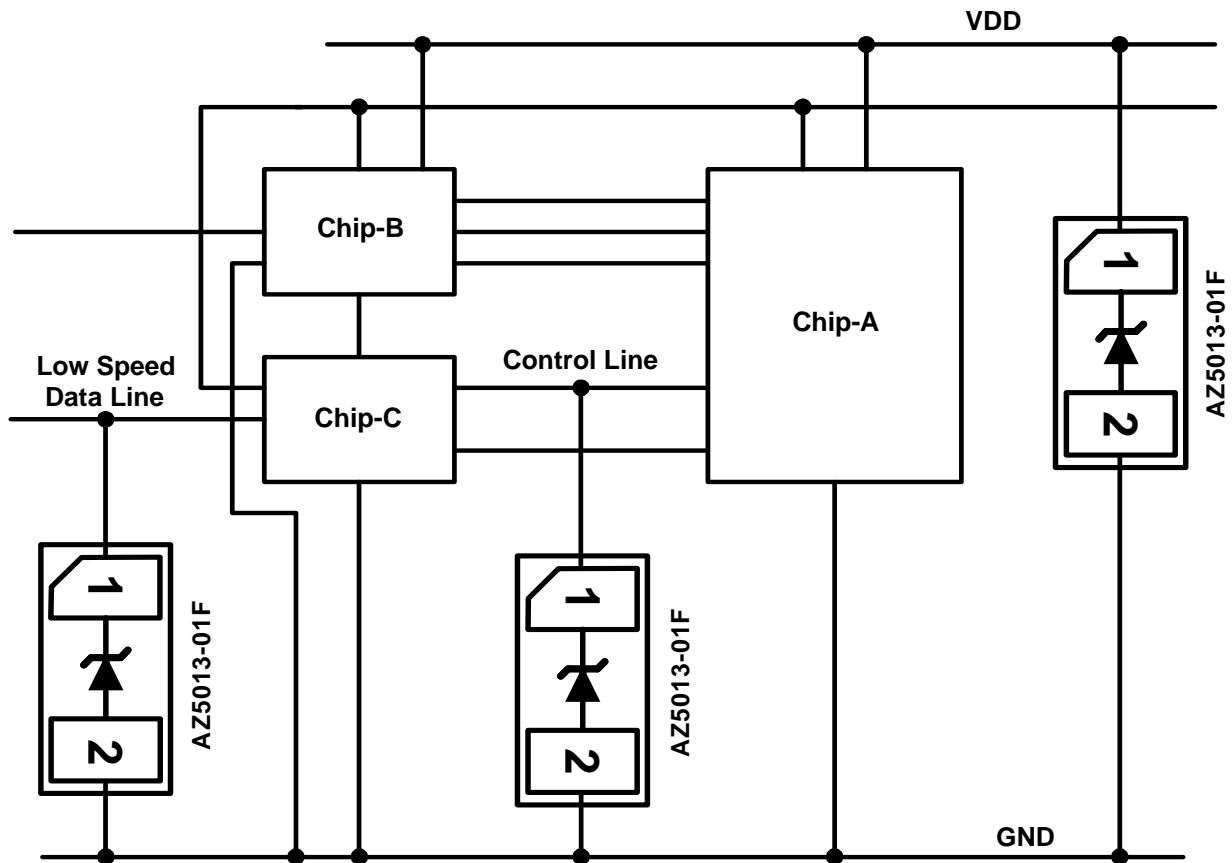 VDD
Chip-B
Chip-A
1
AZ5013-01F
2
Low Speed
Data Line
Control Line
Chip-C
1
AZ5013-01F
2
1
AZ5013-01F
2
GND